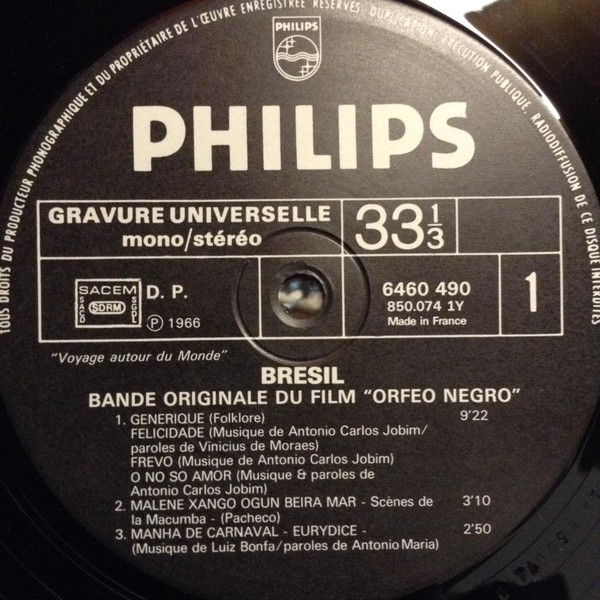 TOUS DROITS DU PRODUCTEUR PHONOGRAPHIQUE ET DU PROPRIÉTAIRE DE L'ŒUVRE ENREGISTRÉE RÉSERVÉS. DUPLICATION, EXÉCUTION PUBLIQUE, RADIODIFFUSION DE CE DISQUE INTERDITES
PHILIPS
PHILIPS
GRAVURE UNIVERSELLE
mono/stéréo
33 1/3
SACEM
SACD
SDRM
SGDL
D. P.
Ⓟ 1966
6460 490
850.074 1Y
Made in France
1
"Voyage autour du Monde"
BRESIL
BANDE ORIGINALE DU FILM "ORFEO NEGRO"
1. GENERIQUE (Folklore) 9'22
FELICIDADE (Musique de Antonio Carlos Jobim/
paroles de Vinicius de Moraes)
FREVO (Musique de Antonio Carlos Jobim)
O NO SO AMOR (Musique & paroles de
Antonio Carlos Jobim)
2. MALENE XANGO OGUN BEIRA MAR - Scènes de 3'10
la Macumba - (Pacheco)
3. MANHA DE CARNAVAL - EURYDICE - 2'50
(Musique de Luiz Bonfa/paroles de Antonio Maria)